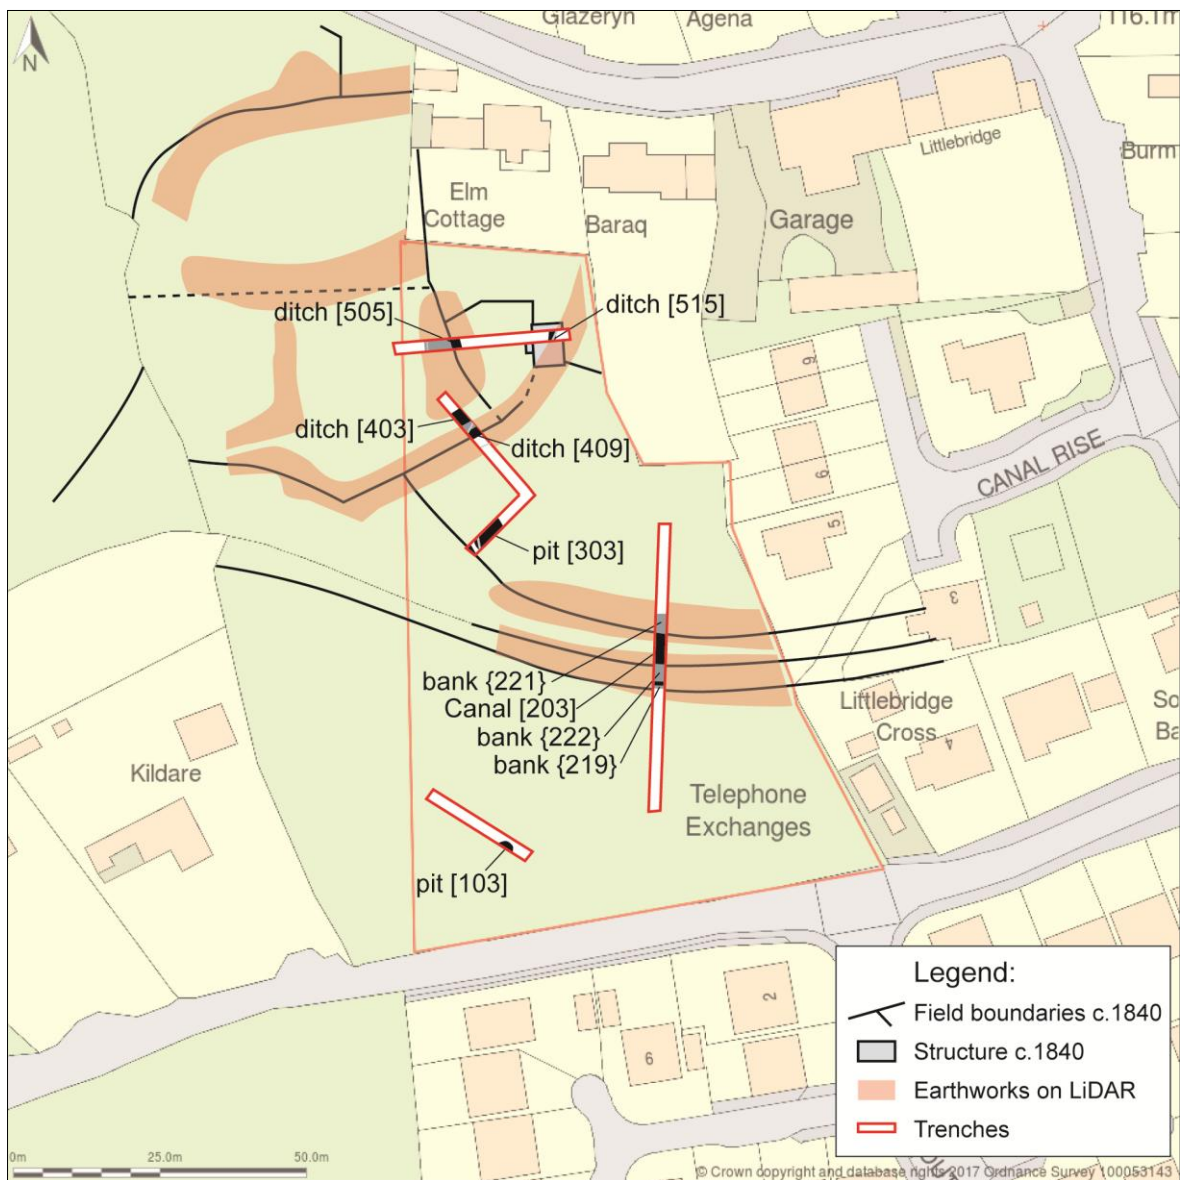 Glazeryn
Agena
116.1m
N
Littlebridge
Burm
Elm
Cottage
Baraq
Garage
ditch [505]
ditch [515]
6
ditch [403]
ditch [409]
CANAL RISE
6
5
pit [303]
3
bank {221}
Canal [203]
bank {222}
bank {219}
Littlebridge
Cross
4
So
Ba
Kildare
Telephone
Exchanges
pit [103]
2
6
Legend:
Field boundaries c.1840
Structure c.1840
Earthworks on LiDAR
Trenches
0m
25.0m
50.0m
© Crown copyright and database rights 2017 Ordnance Survey 100053143